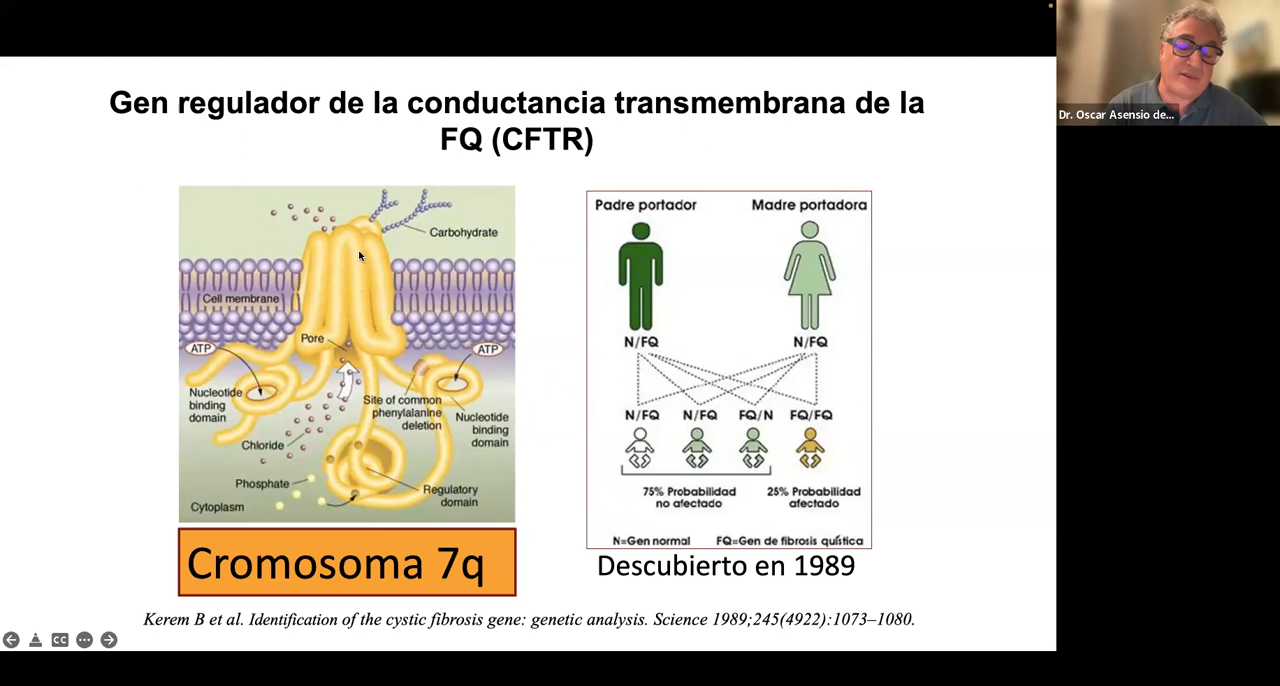 Gen regulador de la conductancia transmembrana de la
FQ (CFTR)
Carbohydrate
Cell membrane
Pore
ATP
ATP
Nucleotide
binding
domain
Site of common
phenylalanine
deletion
Nucleotide
binding
domain
Chloride
Phosphate
Regulatory
domain
Cytoplasm
Cromosoma 7q
Padre portador
Madre portadora
N/FQ
N/FQ
N/FQ N/FQ FQ/N FQ/FQ
75% Probabilidad
no afectado
25% Probabilidad
afectado
N=Gen normal
FQ=Gen de fibrosis quística
Descubierto en 1989
Kerem B et al. Identification of the cystic fibrosis gene: genetic analysis. Science 1989;245(4922):1073–1080.
CC
Dr. Oscar Asensio de...